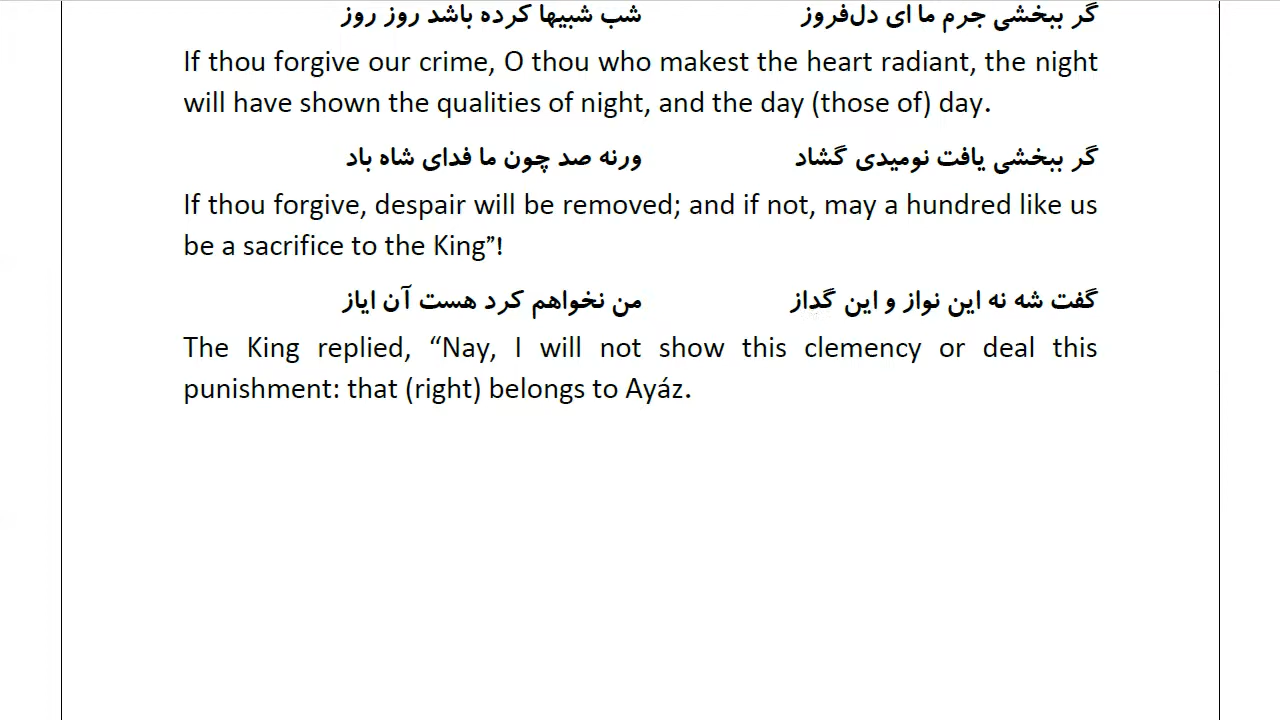 گر ببخشی جرم ما ای دل‌فروز شب شبیها کرده باشد روز روز
If thou forgive our crime, O thou who makest the heart radiant, the night
will have shown the qualities of night, and the day (those of) day.
گر ببخشی یافت نومیدی گشاد ورنه صد چون ما فدای شاه باد
If thou forgive, despair will be removed; and if not, may a hundred like us
be a sacrifice to the King”!
گفت شه نه این نواز و این گداز من نخواهم کرد هست آن ایاز
The King replied, “Nay, I will not show this clemency or deal this
punishment: that (right) belongs to Ayáz.